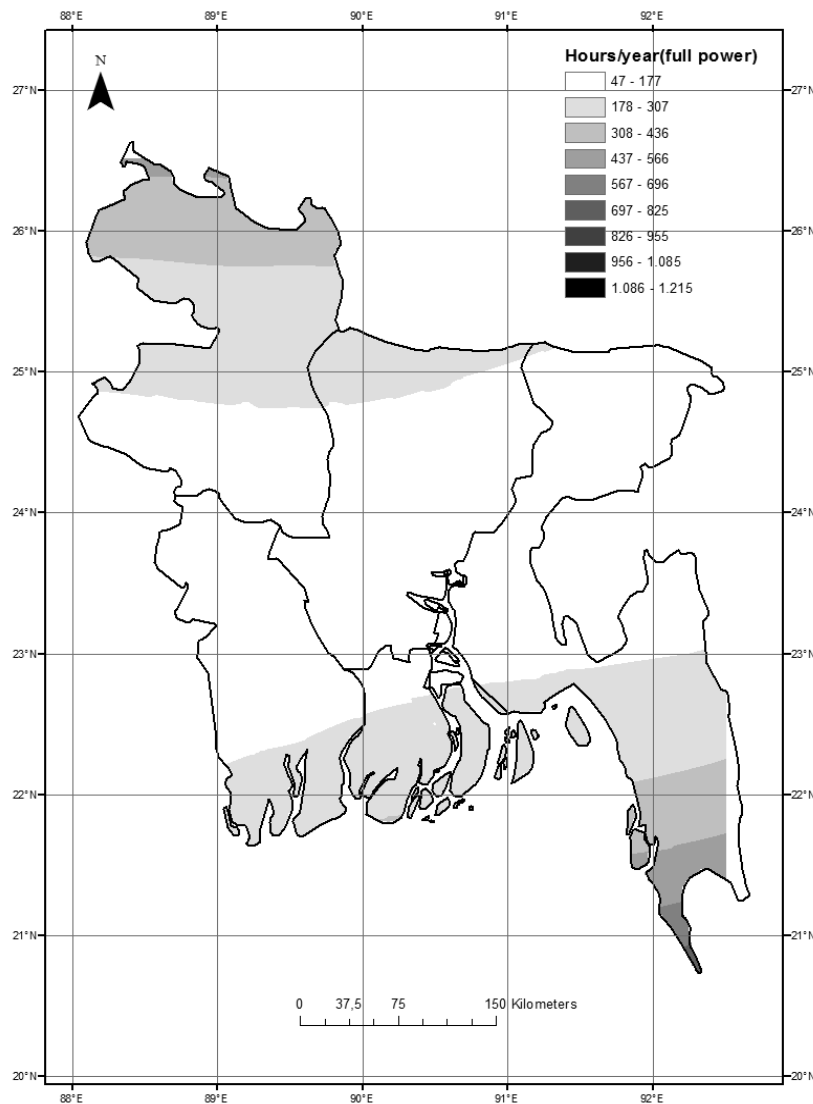 88°E 89°E 90°E 91°E 92°E
Hours/year(full power)
47 - 177
178 - 307
308 - 436
437 - 566
567 - 696
697 - 825
826 - 955
956 - 1.085
1.086 - 1.215
N
27°N 27°N
26°N 26°N
25°N 25°N
24°N 24°N
23°N 23°N
22°N 22°N
21°N 21°N
0 37,5 75 150 Kilometers
20°N 20°N
88°E 89°E 90°E 91°E 92°E